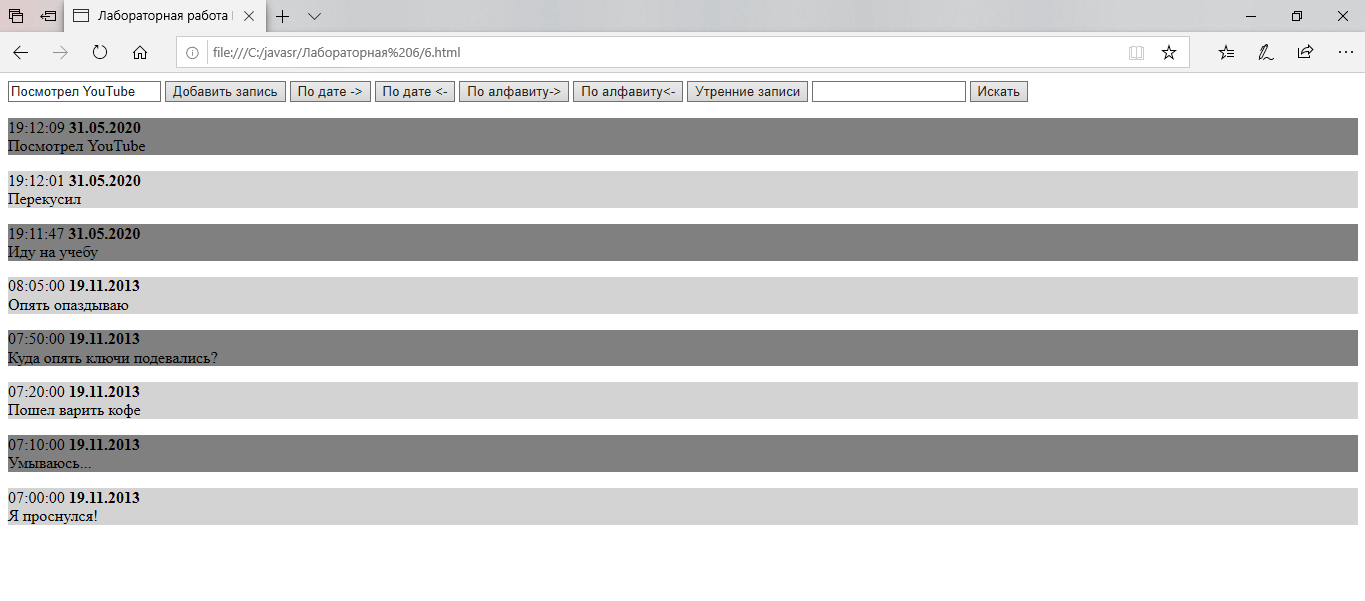 Лабораторная работа
file:///C:/javasr/Лабораторная%206/6.html
Посмотрел YouTube Добавить запись По дате -> По дате <- По алфавиту-> По алфавиту<- Утренние записи Искать
19:12:09 31.05.2020
Посмотрел YouTube
19:12:01 31.05.2020
Перекусил
19:11:47 31.05.2020
Иду на учебу
08:05:00 19.11.2013
Опять опаздываю
07:50:00 19.11.2013
Куда опять ключи подевались?
07:20:00 19.11.2013
Пошел варить кофе
07:10:00 19.11.2013
Умываюсь...
07:00:00 19.11.2013
Я проснулся!